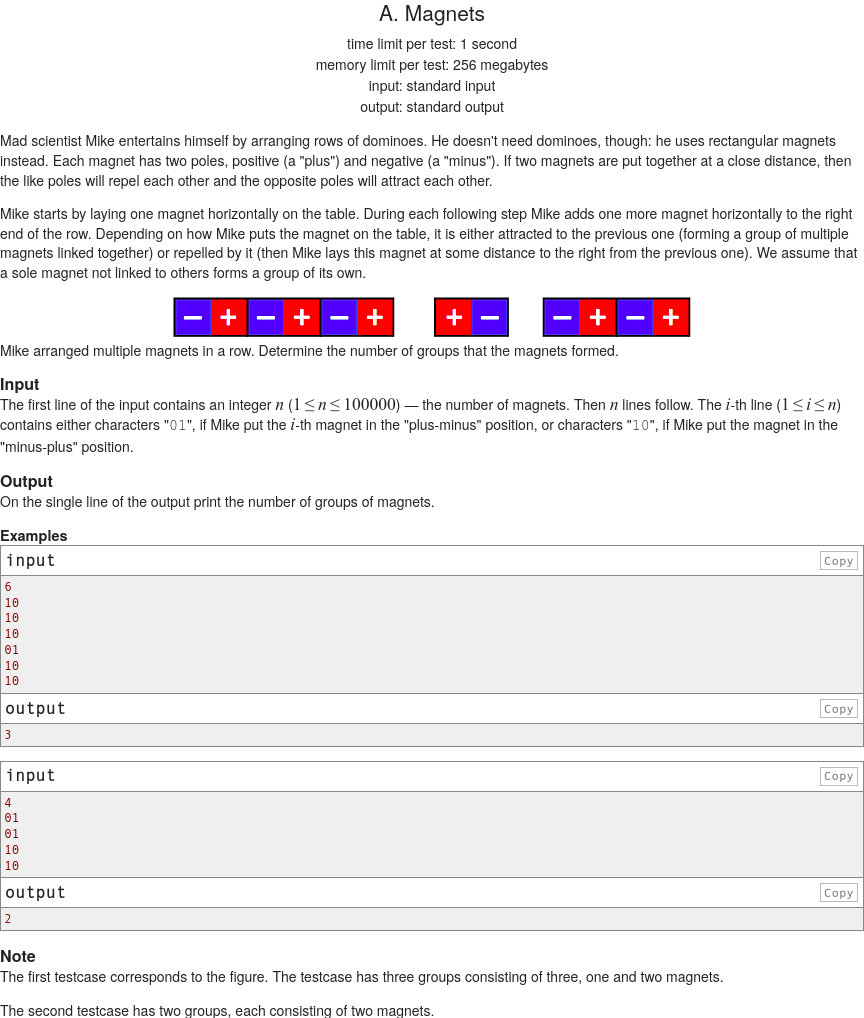 A. Magnets
time limit per test: 1 second
memory limit per test: 256 megabytes
input: standard input
output: standard output
Mad scientist Mike entertains himself by arranging rows of dominoes. He doesn't need dominoes, though: he uses rectangular magnets
instead. Each magnet has two poles, positive (a "plus") and negative (a "minus"). If two magnets are put together at a close distance, then
the like poles will repel each other and the opposite poles will attract each other.
Mike starts by laying one magnet horizontally on the table. During each following step Mike adds one more magnet horizontally to the right
end of the row. Depending on how Mike puts the magnet on the table, it is either attracted to the previous one (forming a group of multiple
magnets linked together) or repelled by it (then Mike lays this magnet at some distance to the right from the previous one). We assume that
a sole magnet not linked to others forms a group of its own.
− + − + − + + − − + − +
Mike arranged multiple magnets in a row. Determine the number of groups that the magnets formed.
Input
The first line of the input contains an integer n (1 ≤ n ≤ 100000) — the number of magnets. Then n lines follow. The i-th line (1 ≤ i ≤ n)
contains either characters "01", if Mike put the i-th magnet in the "plus-minus" position, or characters "10", if Mike put the magnet in the
"minus-plus" position.
Output
On the single line of the output print the number of groups of magnets.
Examples
input Copy
6
10
10
10
01
10
10
output Copy
3
input Copy
4
01
01
10
10
output Copy
2
Note
The first testcase corresponds to the figure. The testcase has three groups consisting of three, one and two magnets.
The second testcase has two groups, each consisting of two magnets.